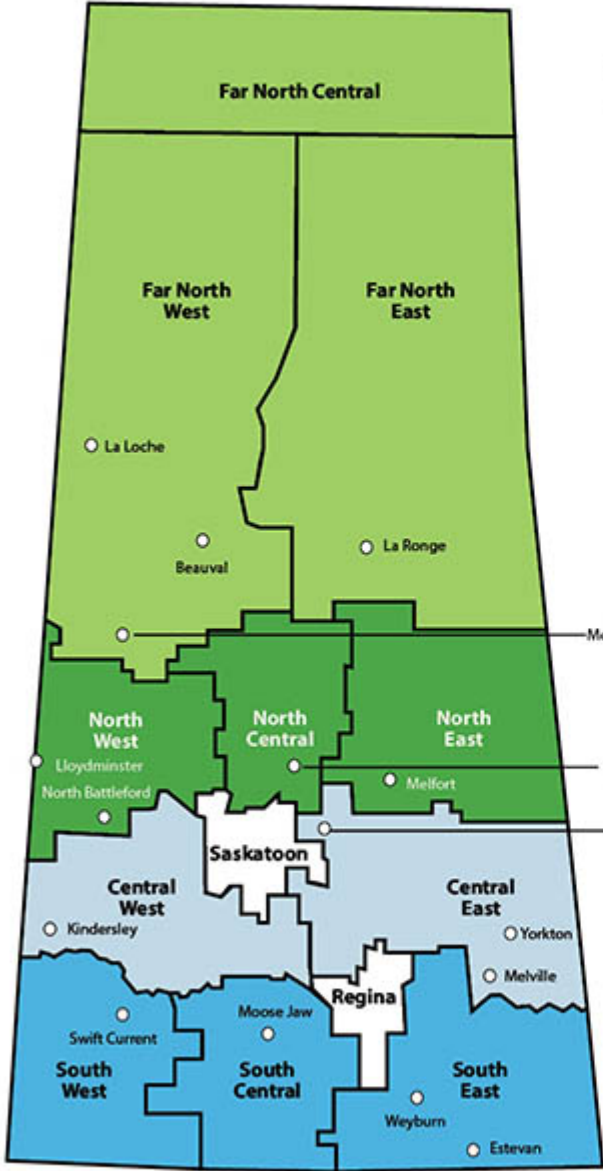 Far North Central
Far North
West
Far North
East
La Loche
Beauval
La Ronge
North
West
North
Central
North
East
Lloydminster
North Battleford
Melfort
Saskatoon
Central
West
Central
East
Kindersley
Yorkton
Melville
Regina
Swift Current
Moose Jaw
South
West
South
Central
South
East
Weyburn
Estevan